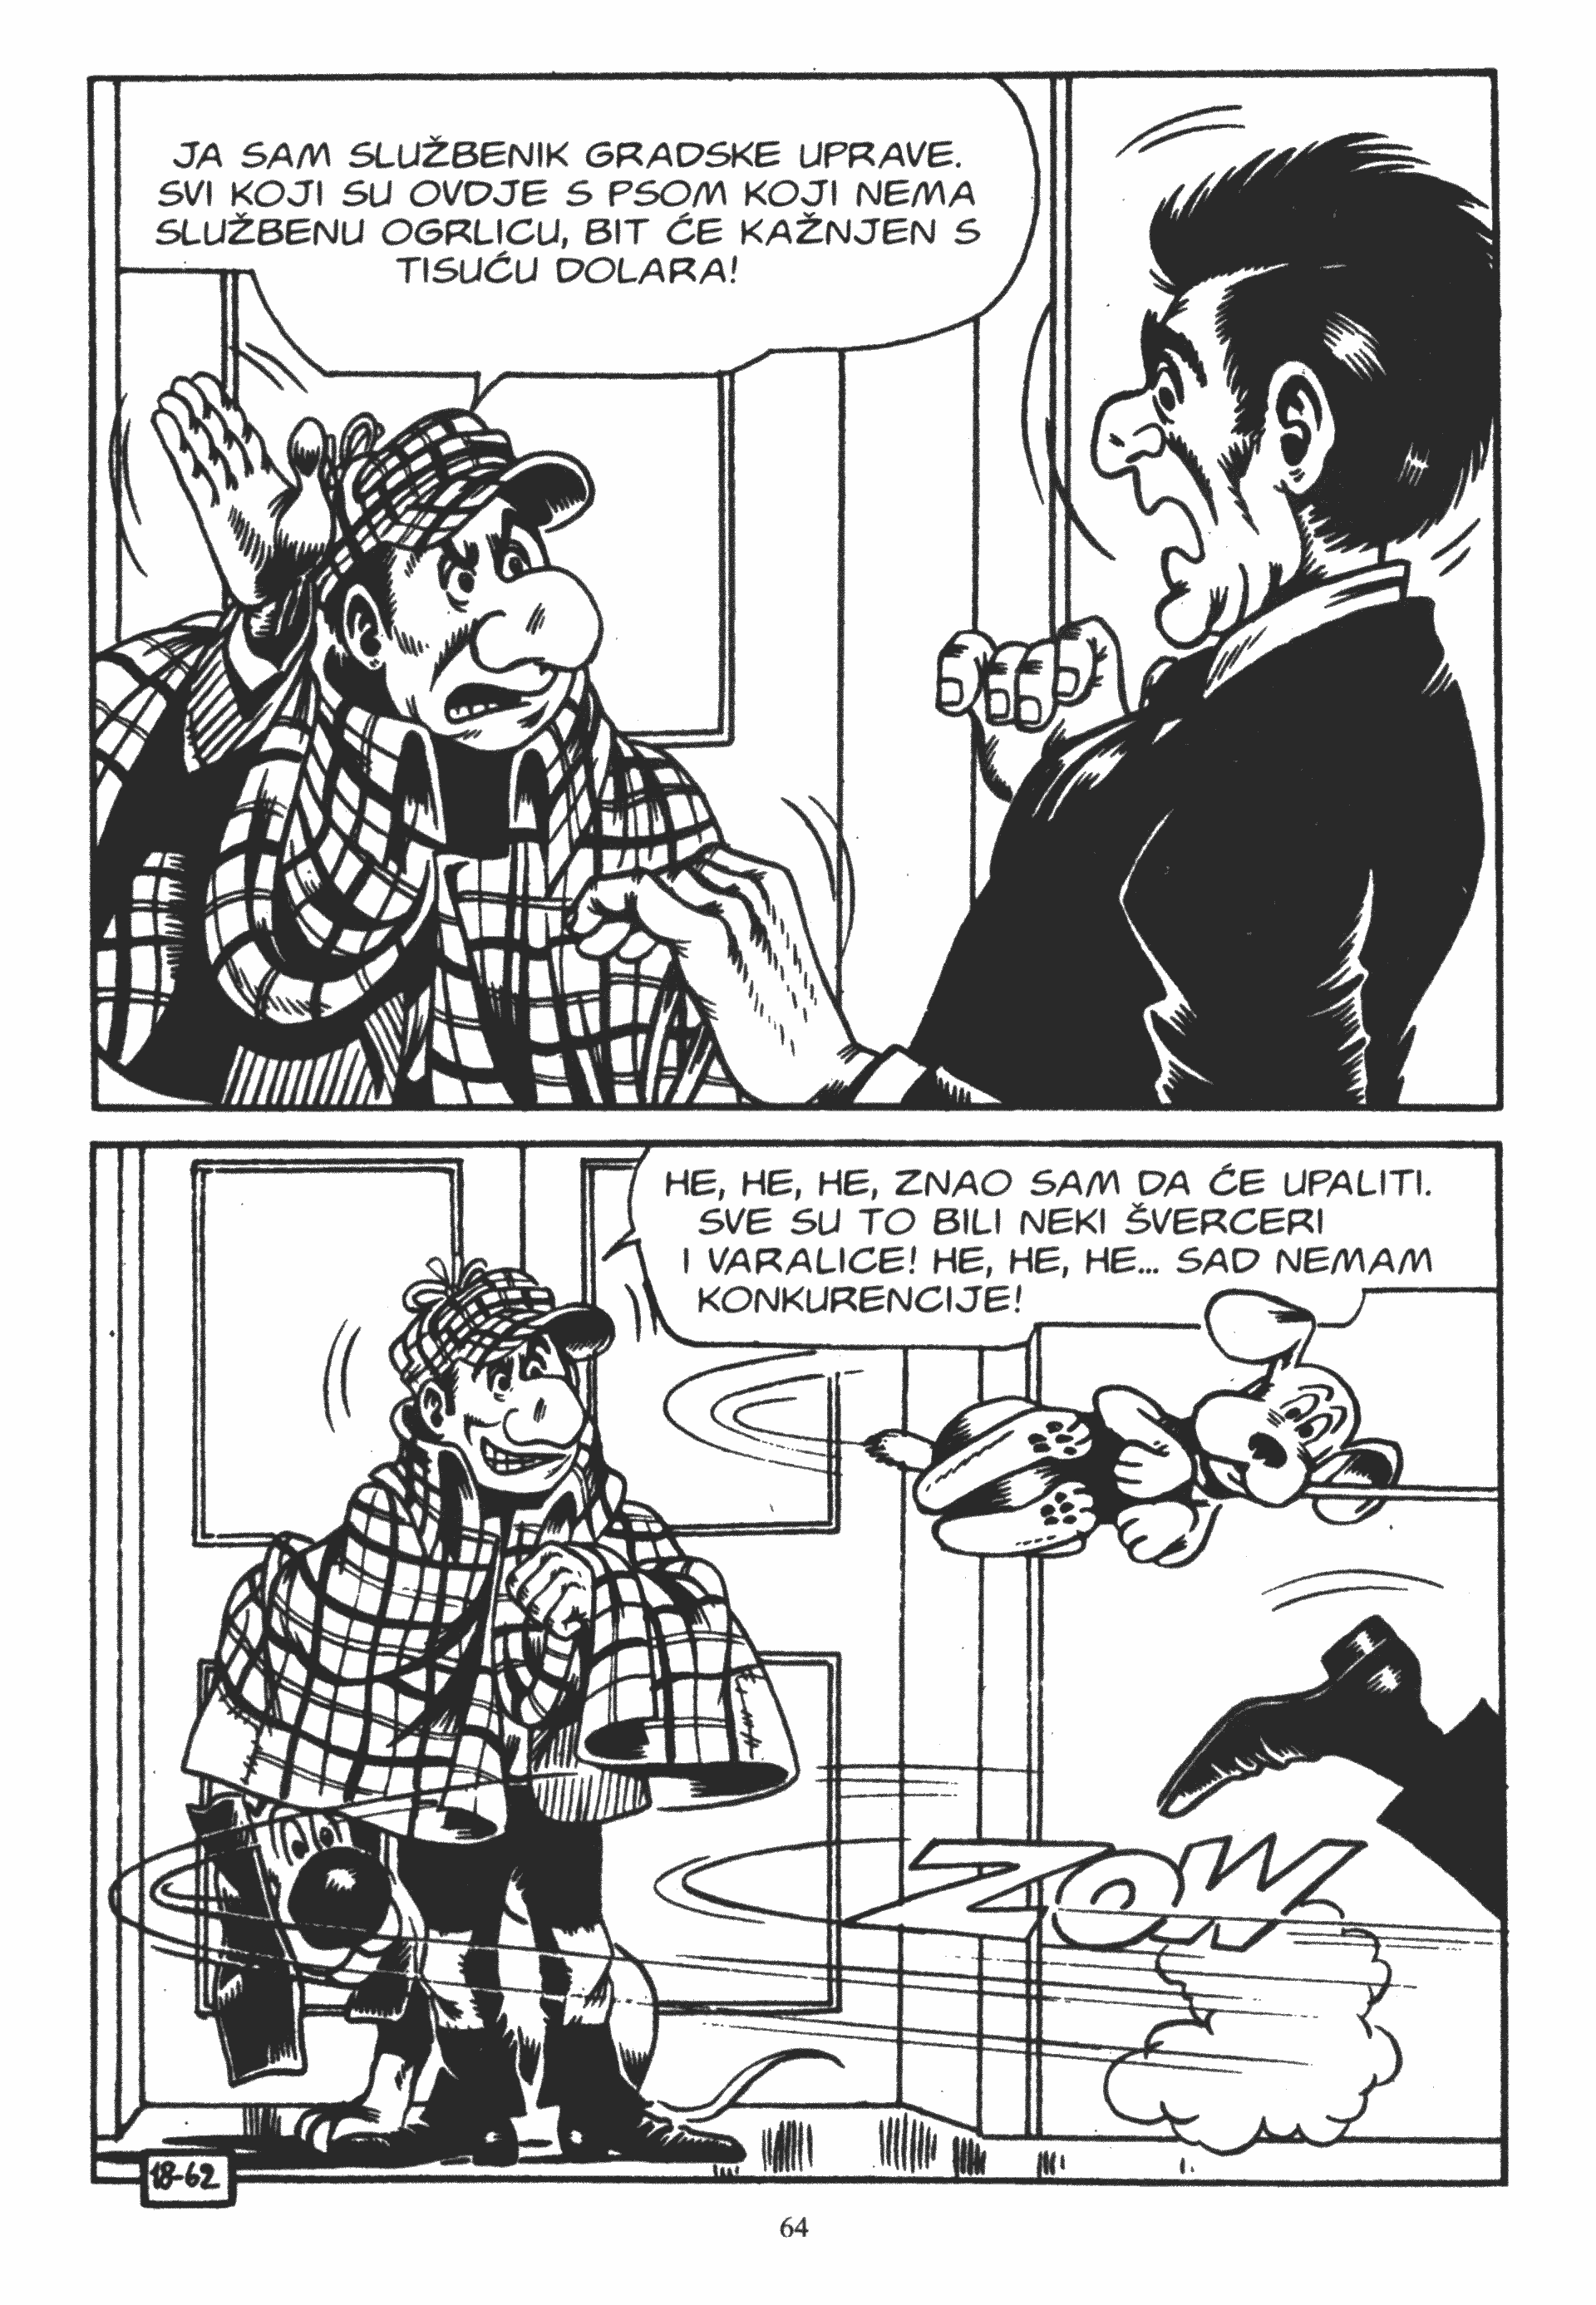 JA SAM SLUŽBENIK GRADSKE UPRAVE.
SVI KOJI SU OVDJE S PSOM KOJI NEMA
SLUŽBENU OGRLICU, BIT ĆE KAŽNJEN S
TISUĆU DOLARA!
HE, HE, HE, ZNAO SAM DA ĆE UPALITI.
SVE SU TO BILI NEKI ŠVERCERI
I VARALICE! HE, HE, HE... SAD NEMAM
KONKURENCIJE!
ZOW
18-62
64